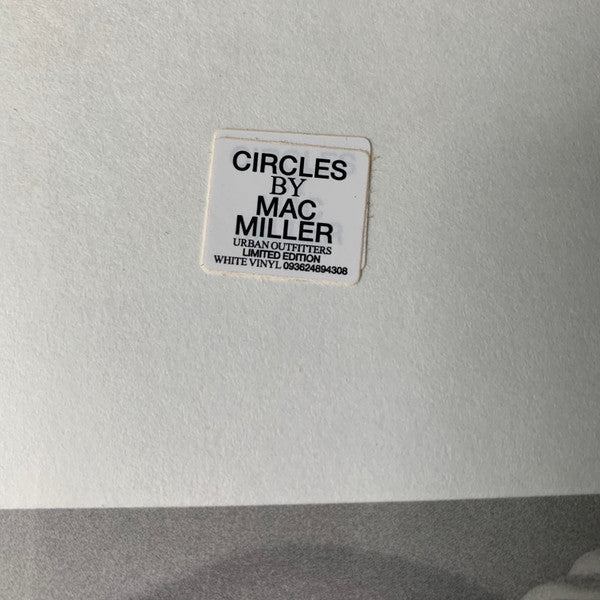 CIRCLES
BY
MAC
MILLER
URBAN OUTFITTERS
LIMITED EDITION
WHITE VINYL 093624894308